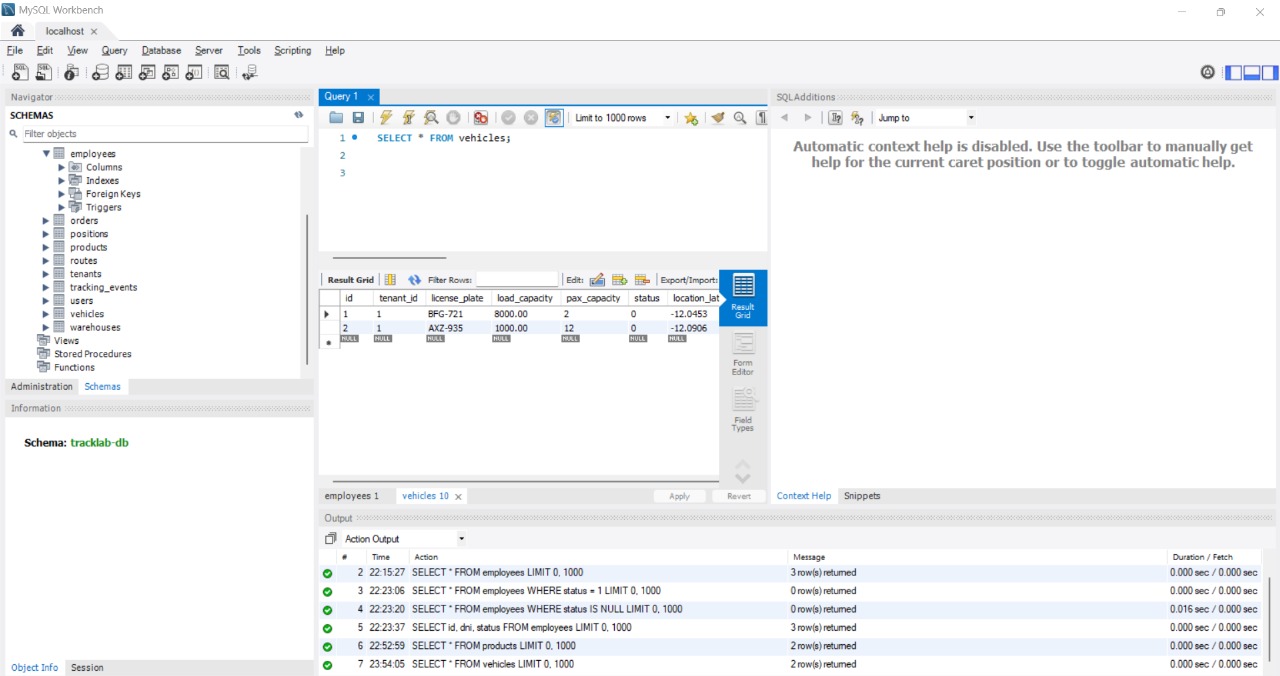 MySQL Workbench
localhost
File Edit View Query Database Server Tools Scripting Help
Navigator
SCHEMAS
Filter objects
employees
Columns
Indexes
Foreign Keys
Triggers
orders
positions
products
routes
tenants
tracking_events
users
vehicles
warehouses
Views
Stored Procedures
Functions
Administration Schemas
Information
Schema: tracklab-db
Object Info Session
Query 1
Limit to 1000 rows
1 SELECT * FROM vehicles;
2
3
Result Grid Filter Rows: Edit: Export/Import:
id tenant_id license_plate load_capacity pax_capacity status location_lat
1 1 BFG-721 8000.00 2 0 -12.0453
2 1 AXZ-935 1000.00 12 0 -12.0906
NULL NULL NULL NULL NULL NULL NULL
Result
Grid
Form
Editor
Field
Types
employees 1 vehicles 10 Apply Revert
SQLAdditions
Jump to
Automatic context help is disabled. Use the toolbar to manually get
help for the current caret position or to toggle automatic help.
Context Help Snippets
Output
Action Output
# Time Action Message Duration / Fetch
2 22:15:27 SELECT * FROM employees LIMIT 0, 1000 3 row(s) returned 0.000 sec / 0.000 sec
3 22:23:06 SELECT * FROM employees WHERE status = 1 LIMIT 0, 1000 0 row(s) returned 0.000 sec / 0.000 sec
4 22:23:20 SELECT * FROM employees WHERE status IS NULL LIMIT 0, 1000 0 row(s) returned 0.016 sec / 0.000 sec
5 22:23:37 SELECT id, dni, status FROM employees LIMIT 0, 1000 3 row(s) returned 0.000 sec / 0.000 sec
6 22:52:59 SELECT * FROM products LIMIT 0, 1000 2 row(s) returned 0.000 sec / 0.000 sec
7 23:54:05 SELECT * FROM vehicles LIMIT 0, 1000 2 row(s) returned 0.000 sec / 0.000 sec